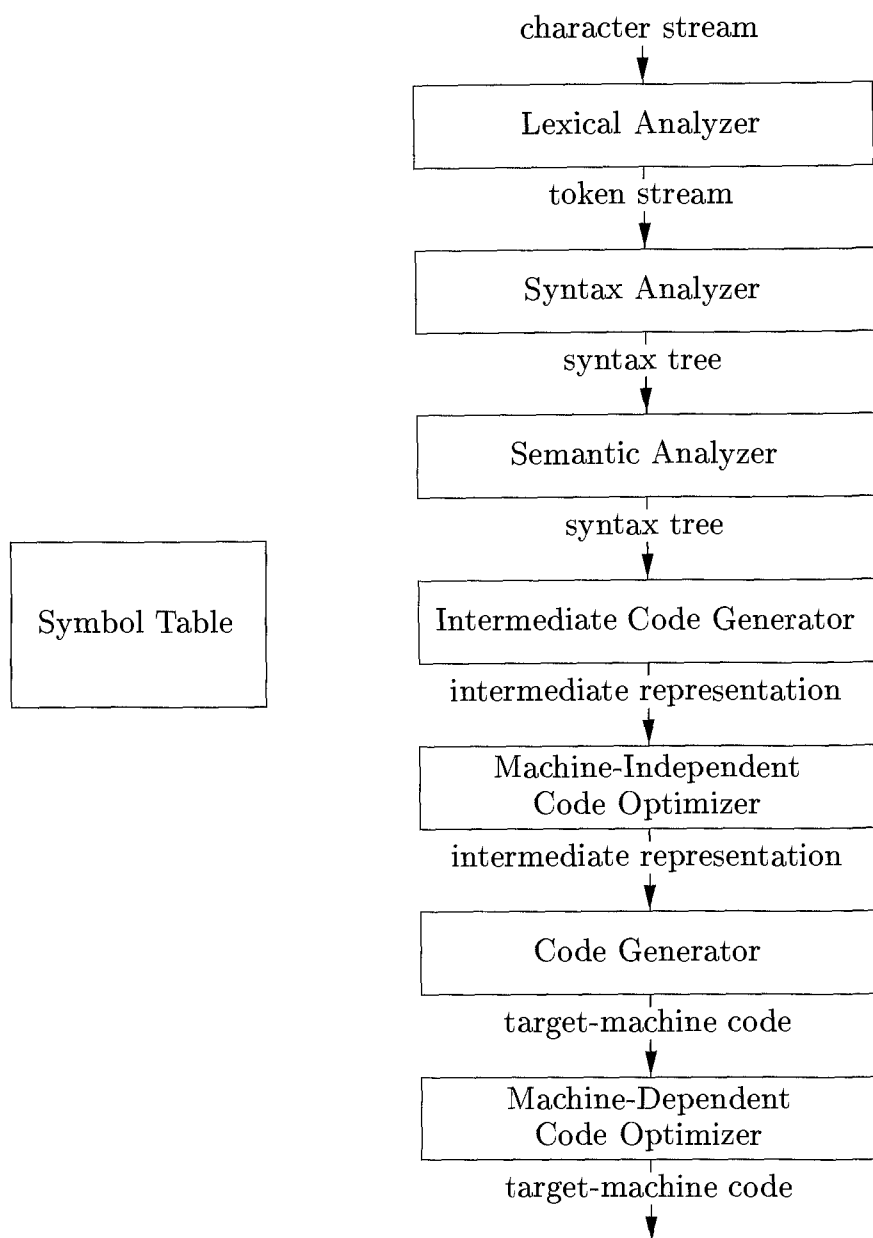 character stream
Lexical Analyzer
token stream
Syntax Analyzer
syntax tree
Semantic Analyzer
syntax tree
Symbol Table
Intermediate Code Generator
intermediate representation
Machine-Independent
Code Optimizer
intermediate representation
Code Generator
target-machine code
Machine-Dependent
Code Optimizer
target-machine code